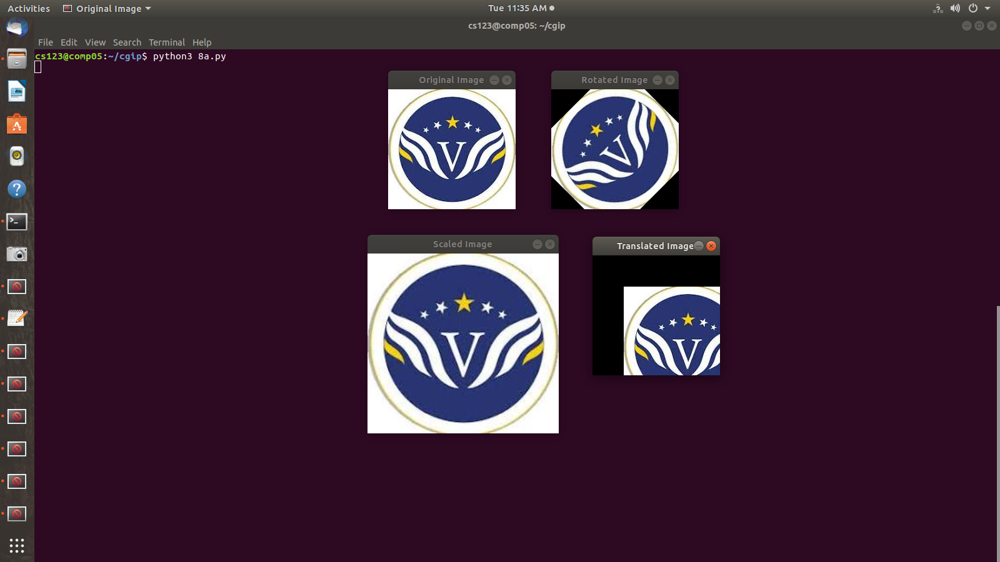 Activities Original Image Tue 11:35 AM
cs123@comp05: ~/cgip
File Edit View Search Terminal Help
cs123@comp05:~/cgip$ python3 8a.py
Original Image
V
Rotated Image
V
Scaled Image
V
Translated Image
V